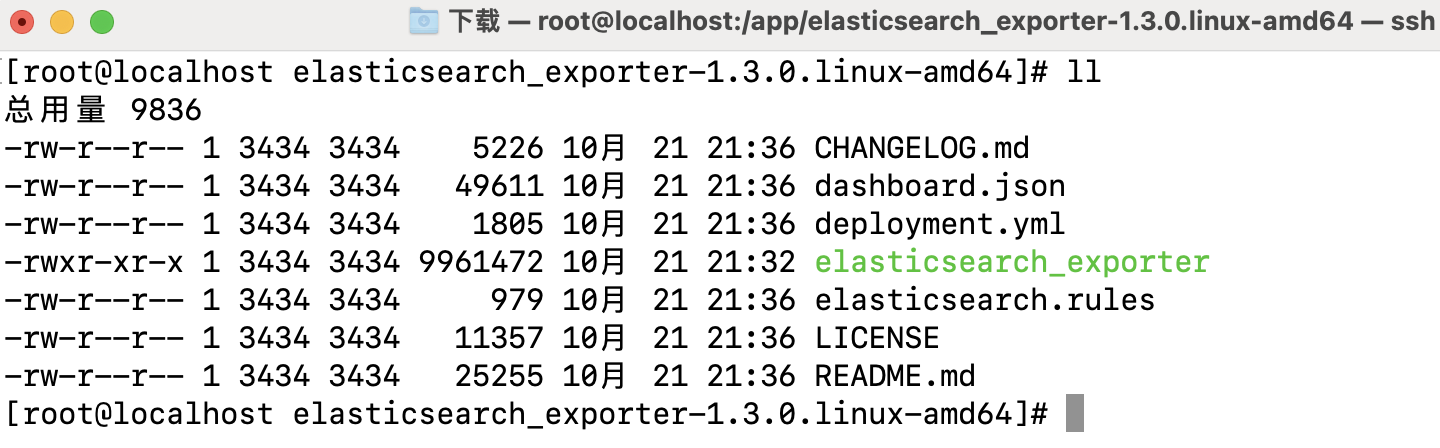 下载 — root@localhost:/app/elasticsearch_exporter-1.3.0.linux-amd64 — ssh
[root@localhost elasticsearch_exporter-1.3.0.linux-amd64]# ll
总用量 9836
-rw-r--r-- 1 3434 3434    5226 10月  21 21:36 CHANGELOG.md
-rw-r--r-- 1 3434 3434   49611 10月  21 21:36 dashboard.json
-rw-r--r-- 1 3434 3434    1805 10月  21 21:36 deployment.yml
-rwxr-xr-x 1 3434 3434 9961472 10月  21 21:32 elasticsearch_exporter
-rw-r--r-- 1 3434 3434     979 10月  21 21:36 elasticsearch.rules
-rw-r--r-- 1 3434 3434   11357 10月  21 21:36 LICENSE
-rw-r--r-- 1 3434 3434   25255 10月  21 21:36 README.md
[root@localhost elasticsearch_exporter-1.3.0.linux-amd64]#